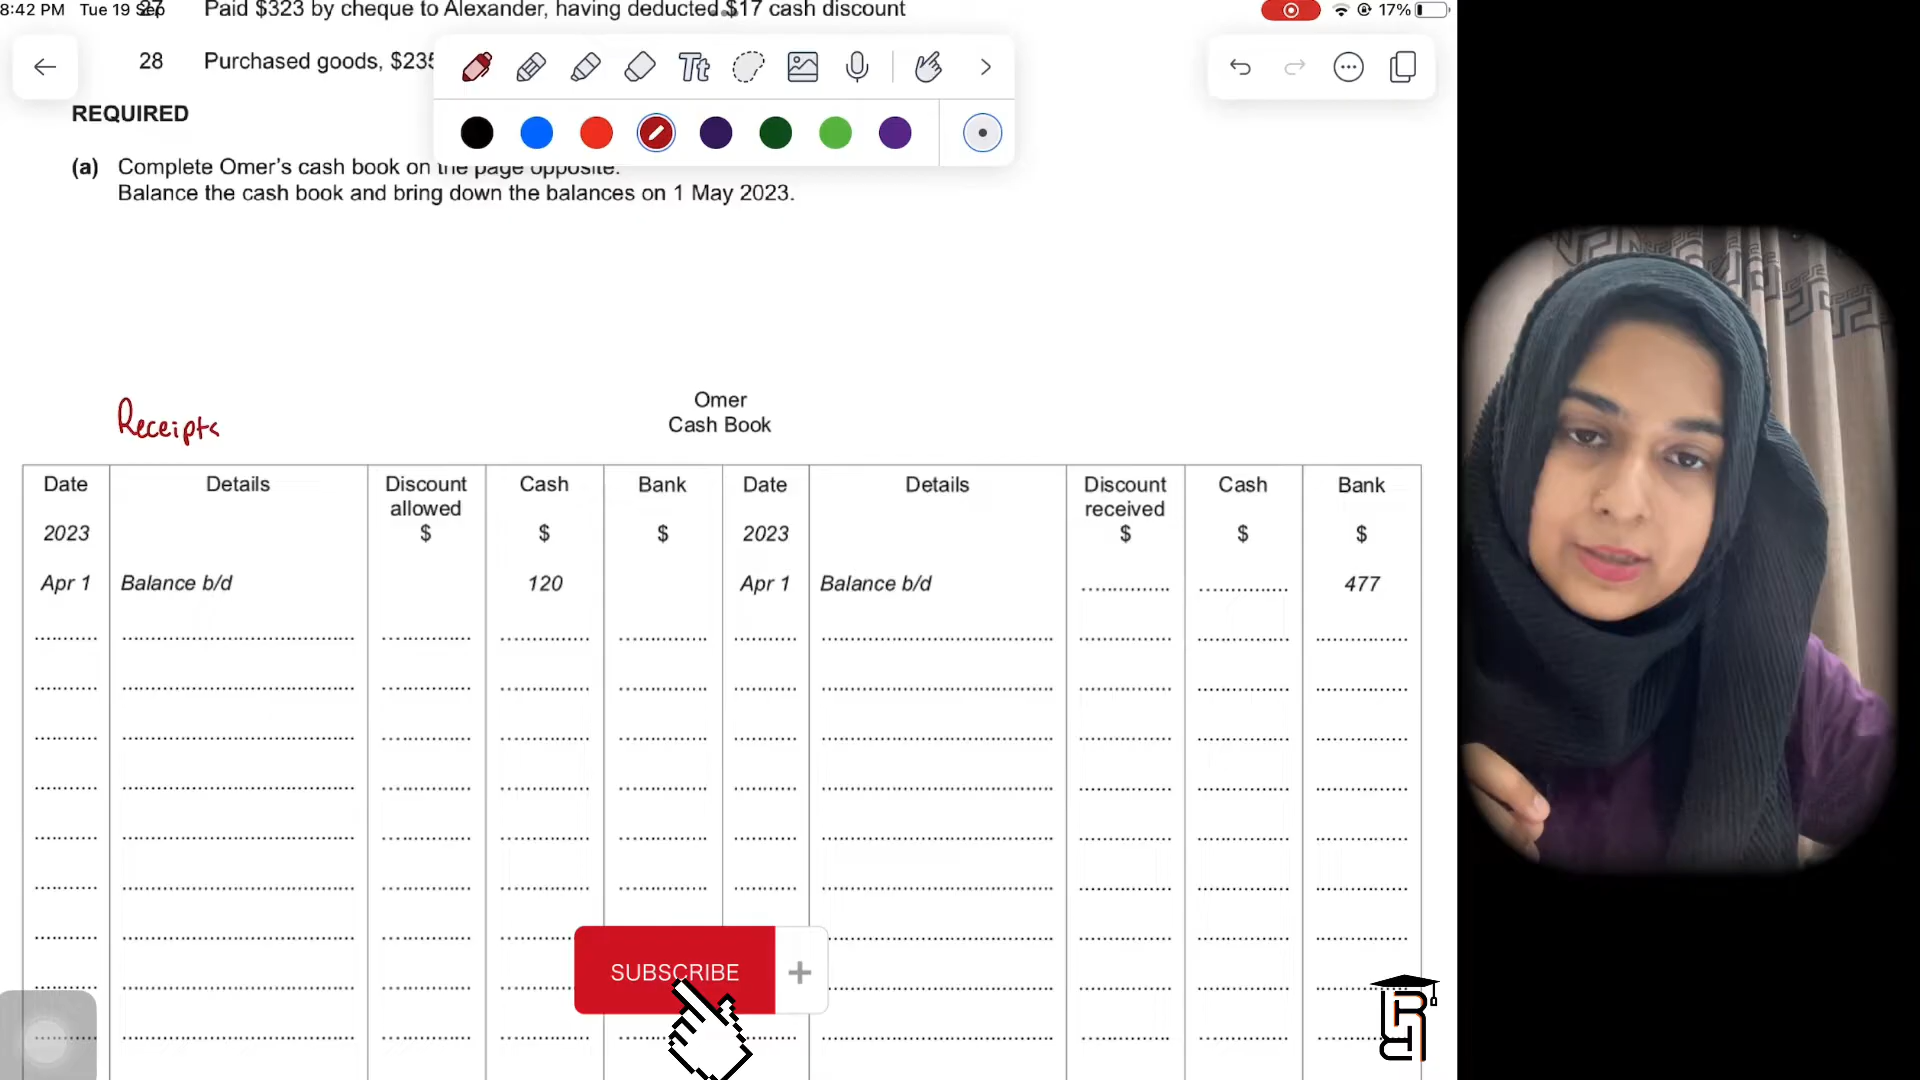 8:42 PM Tue 19 Sep
17%
27 Paid $323 by cheque to Alexander, having deducted $17 cash discount
28 Purchased goods, $235
Tt
REQUIRED
(a) Complete Omer's cash book on the page opposite.
Balance the cash book and bring down the balances on 1 May 2023.
Receipts
Omer
Cash Book
Date Details Discount allowed Cash Bank Date Details Discount received Cash Bank
2023 $ $ $ 2023 $ $ $
Apr 1 Balance b/d 120 Apr 1 Balance b/d 477
SUBSCRIBE +